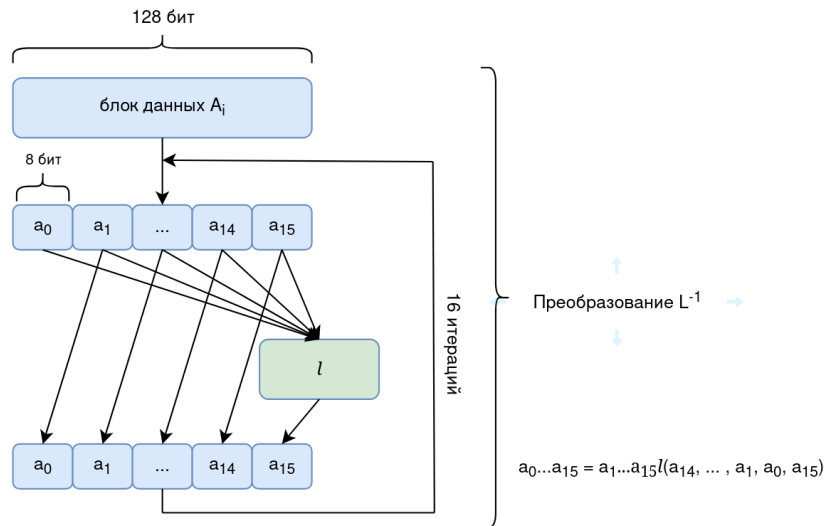 128 бит
блок данных Aᵢ
8 бит
a₀ a₁ ... a₁₄ a₁₅
16 итераций
Преобразование L⁻¹
l
a₀ a₁ ... a₁₄ a₁₅
a₀...a₁₅ = a₁...a₁₅l(a₁₄, ... , a₁, a₀, a₁₅)